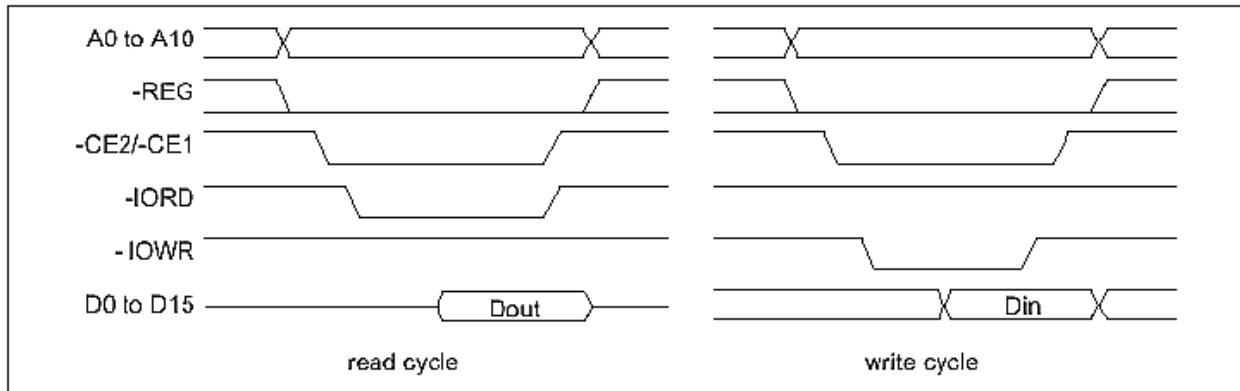 A0 to A10
-REG
-CE2/-CE1
-IORD
-IOWR
D0 to D15
Dout
Din
read cycle
write cycle